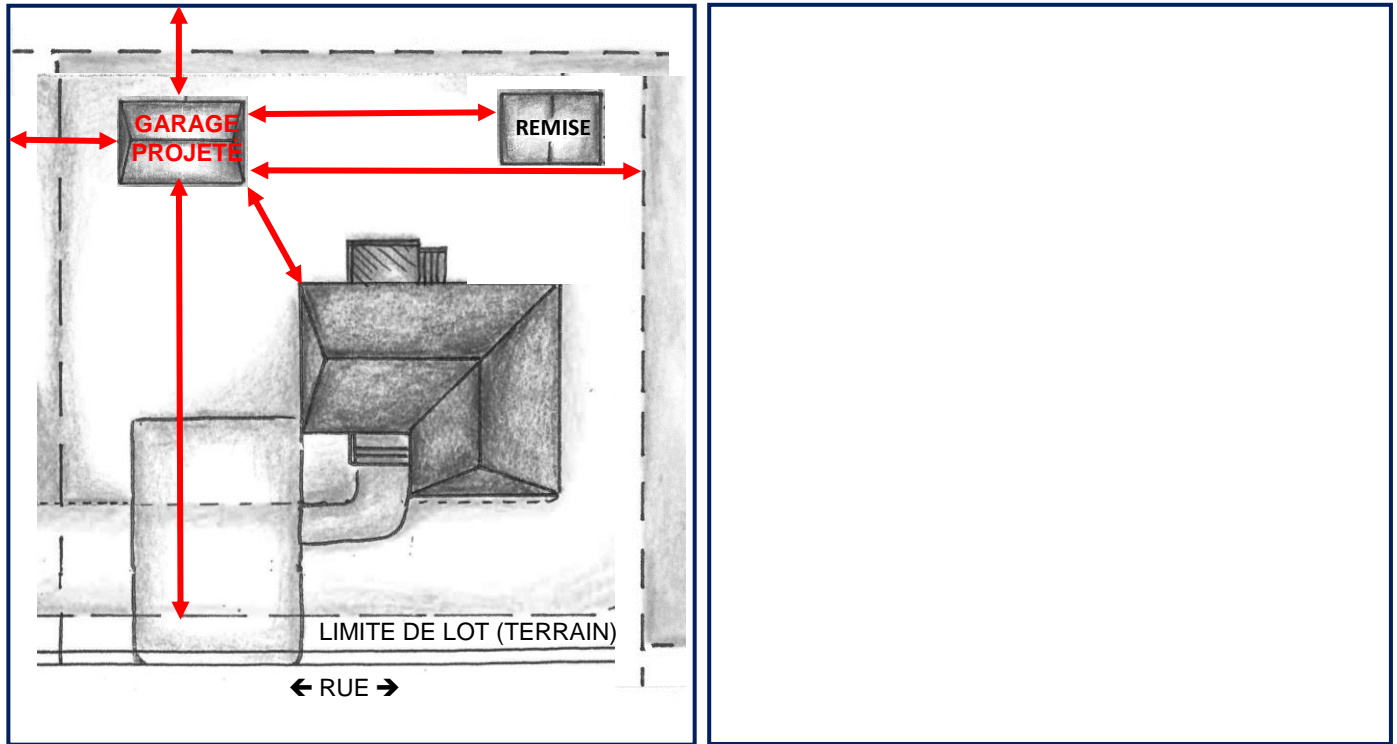 GARAGE
PROJETÉ
REMISE
LIMITE DE LOT (TERRAIN)
← RUE →